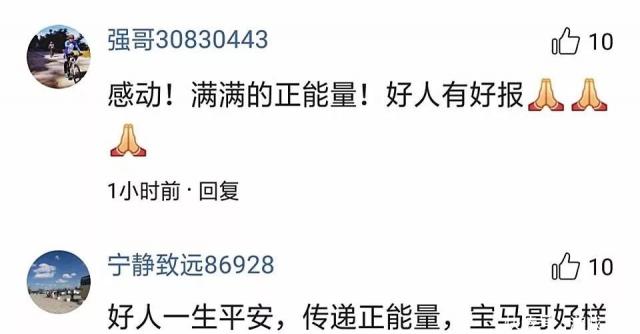 强哥30830443
10
感动！满满的正能量！好人有好报🙏🙏
🙏
1小时前 · 回复
宁静致远86928
10
好人一生平安，传递正能量，宝马哥好样